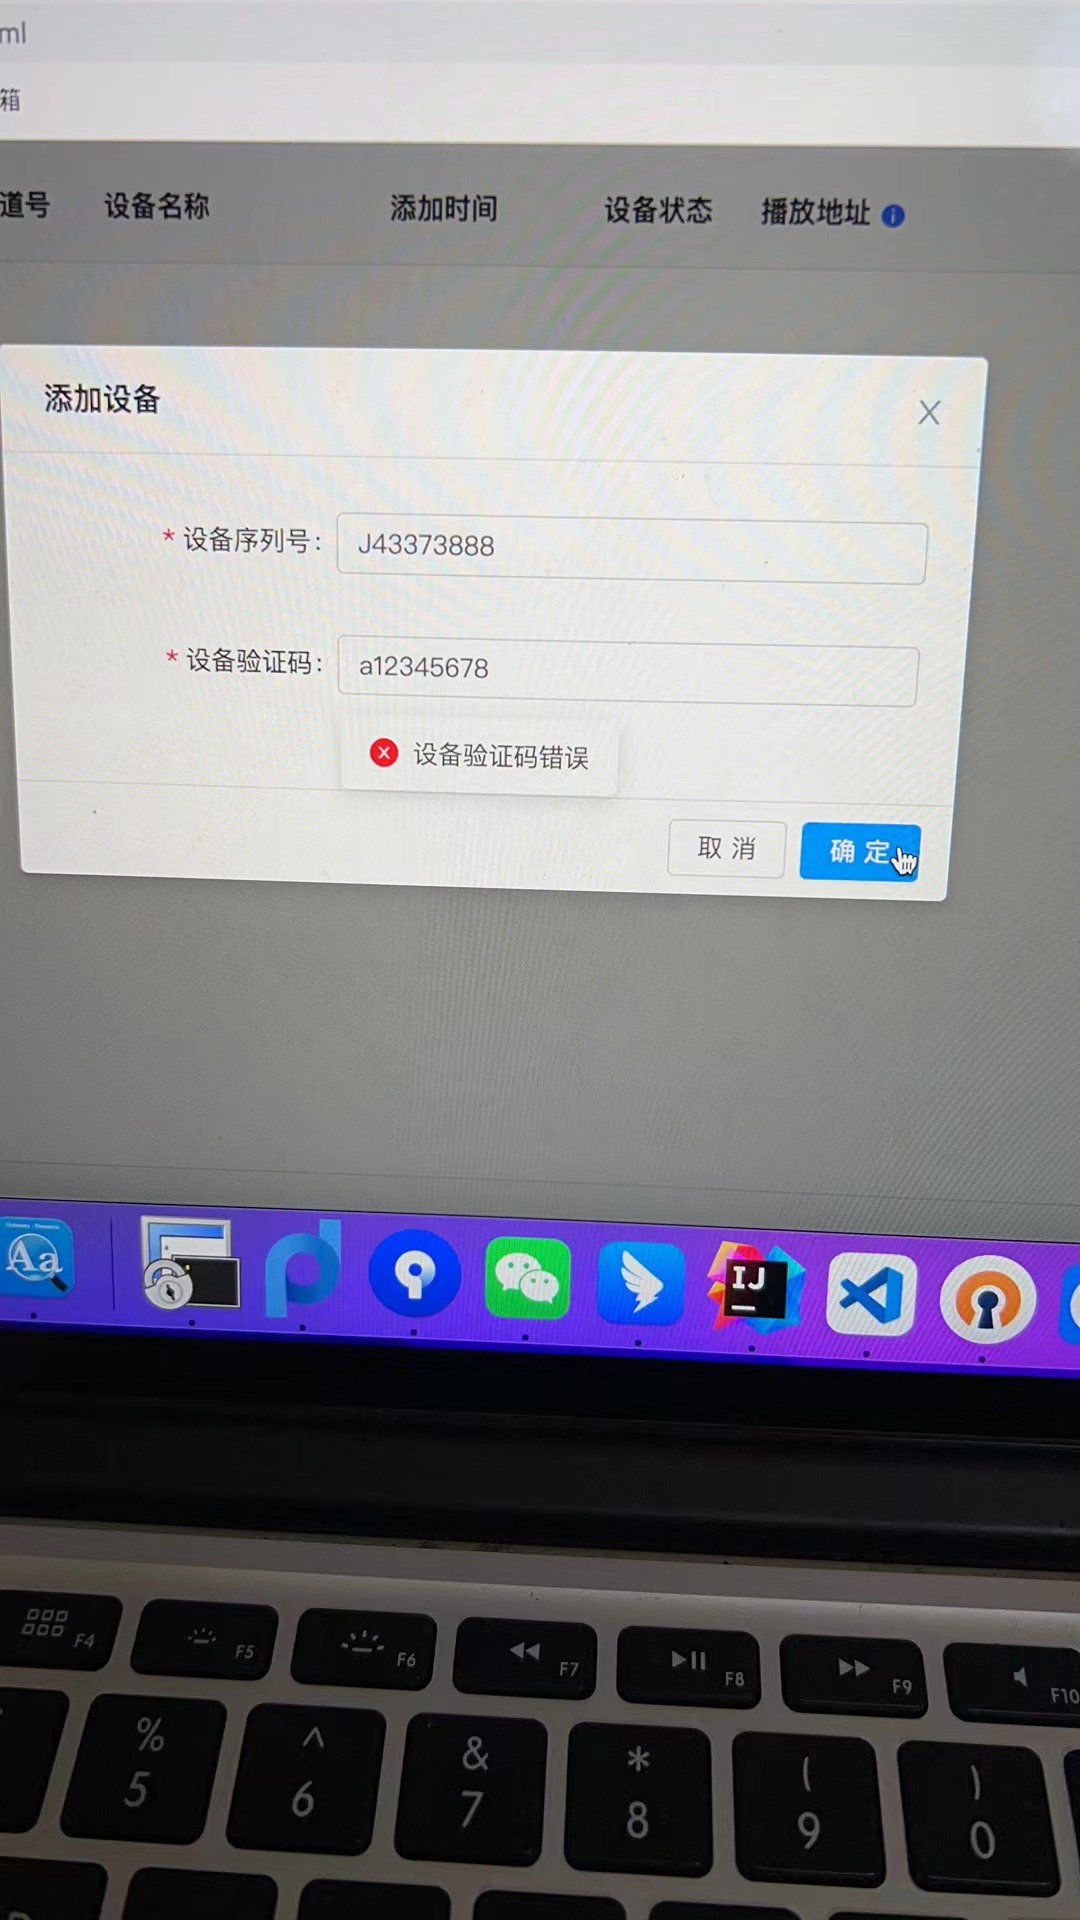 ml
箱
道号 设备名称 添加时间 设备状态 播放地址
添加设备
* 设备序列号: J43373888
* 设备验证码: a12345678
设备验证码错误
取 消 确 定
Aa
IJ
F4 F5 F6 F7 F8 F9 F10
% ^ & * ( )
5 6 7 8 9 0